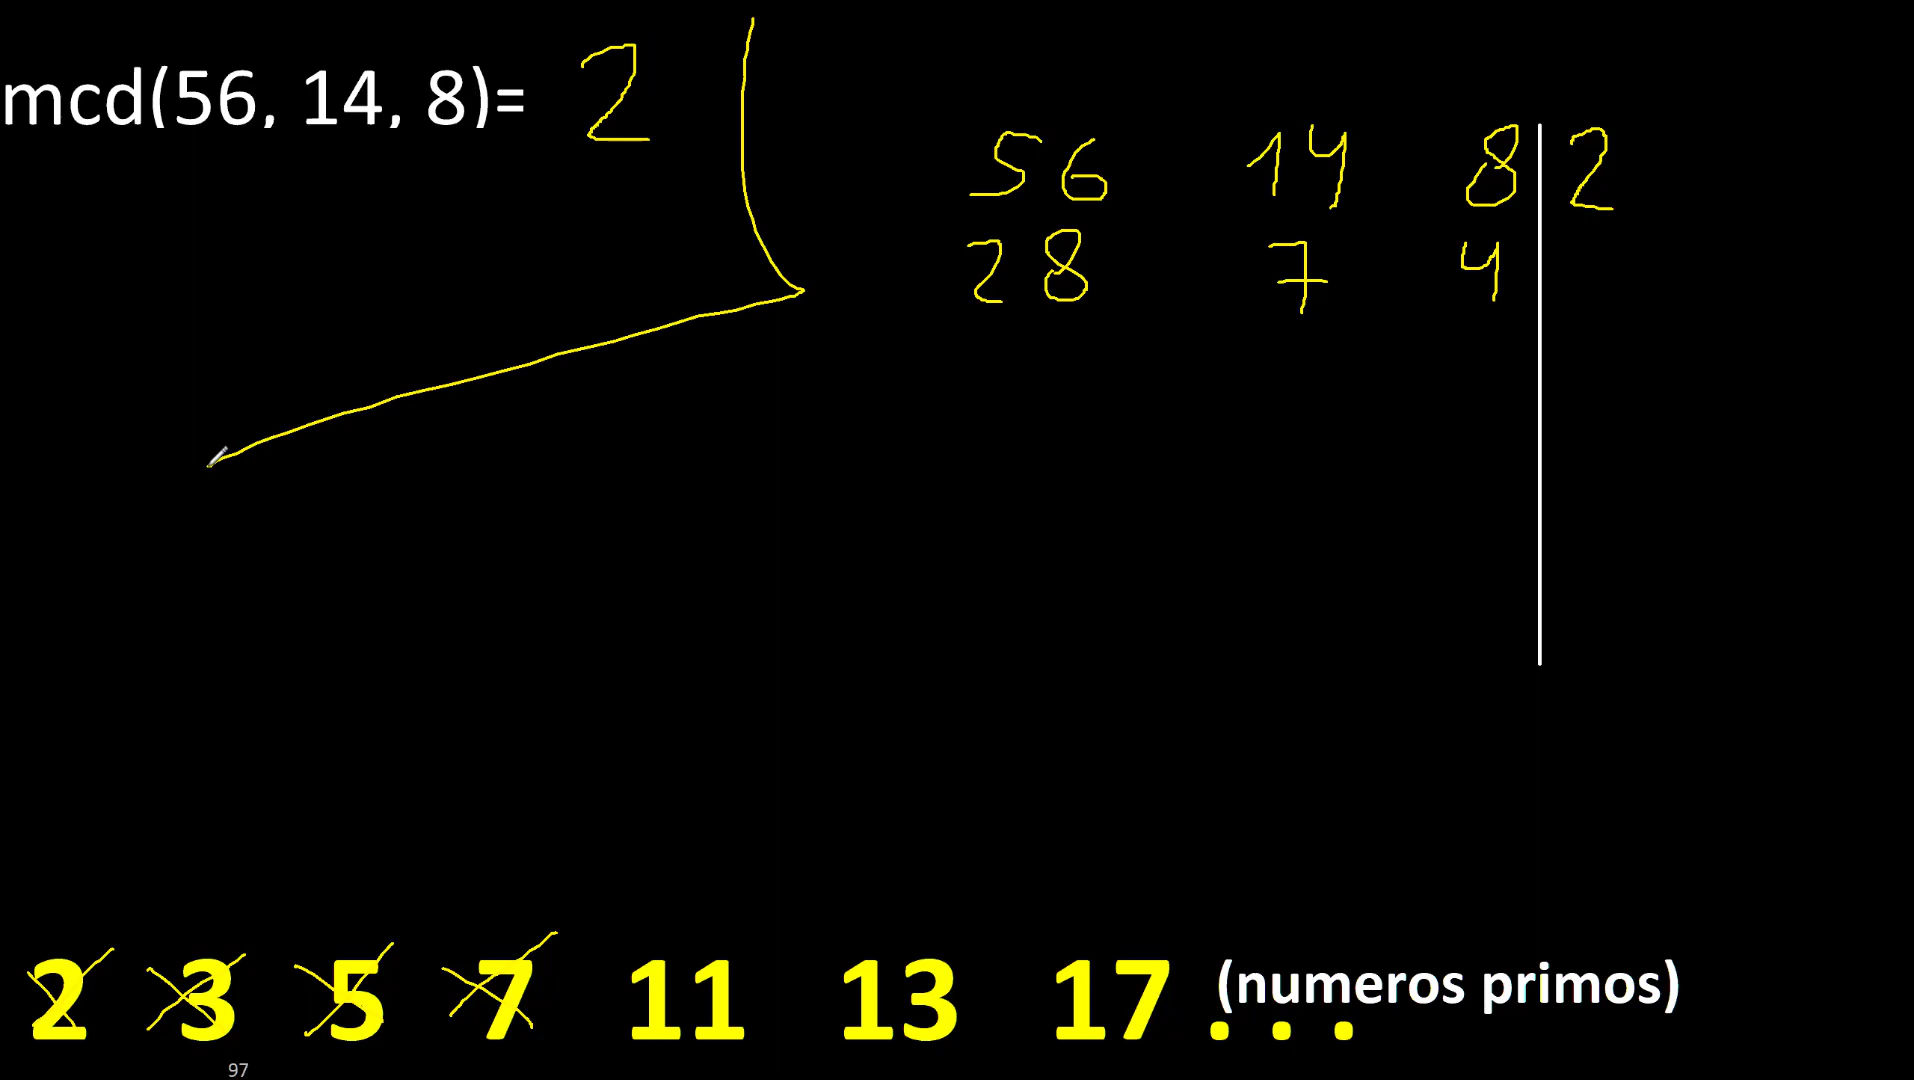 mcd(56, 14, 8)= 2
56 14 8 2
28 7 4
2 3 5 7 11 13 17 ... (numeros primos)
97